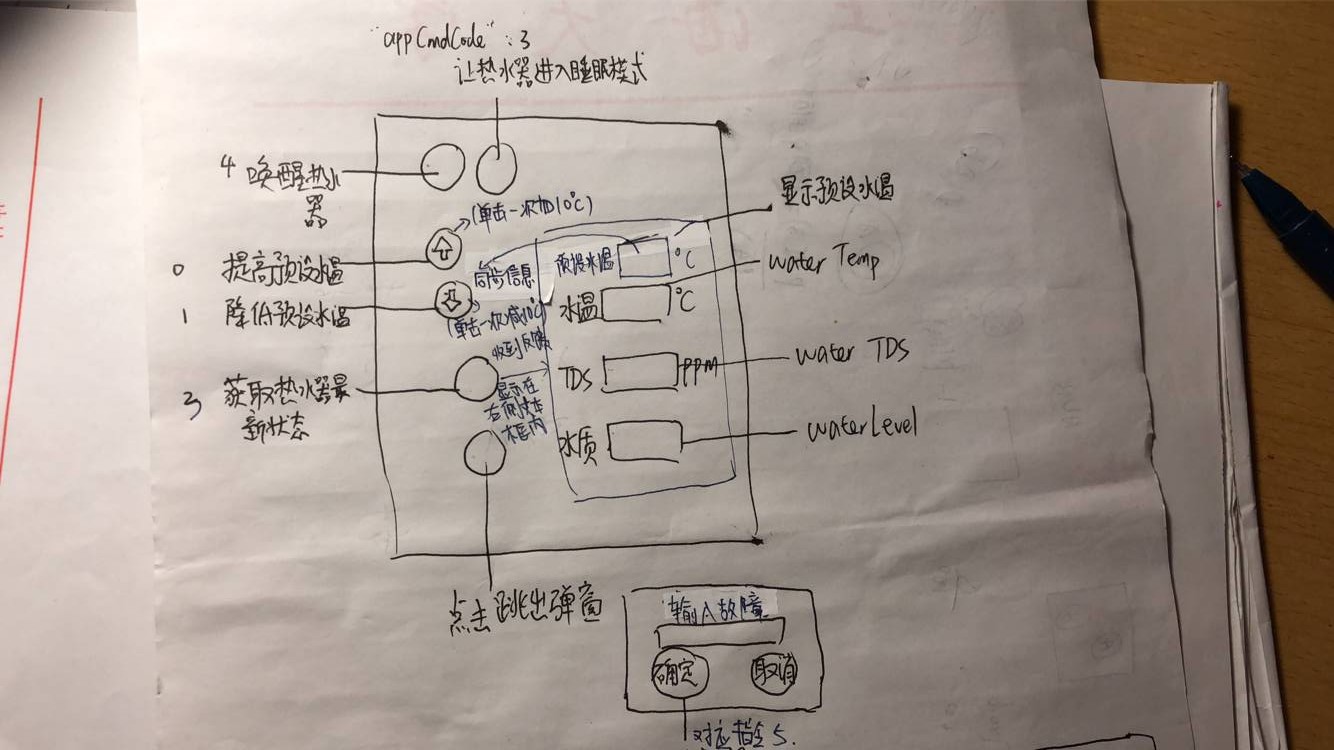 "appCmdCode" : 3
让热水器进入睡眠模式
4 唤醒热水
器
(单击一次加1℃)
显示预设水温
0 提高预设水温
同步信息
预设水温 ℃
water Temp
1 降低预设水温
水温 ℃
(单击一次减1℃)
收到反馈
water TDS
TDS ppm
3 获取热水器最
新状态
显示在
右侧文本
框内
水质
waterLevel
点击跳出弹窗
输入故障
确定 取消
对应指令5.